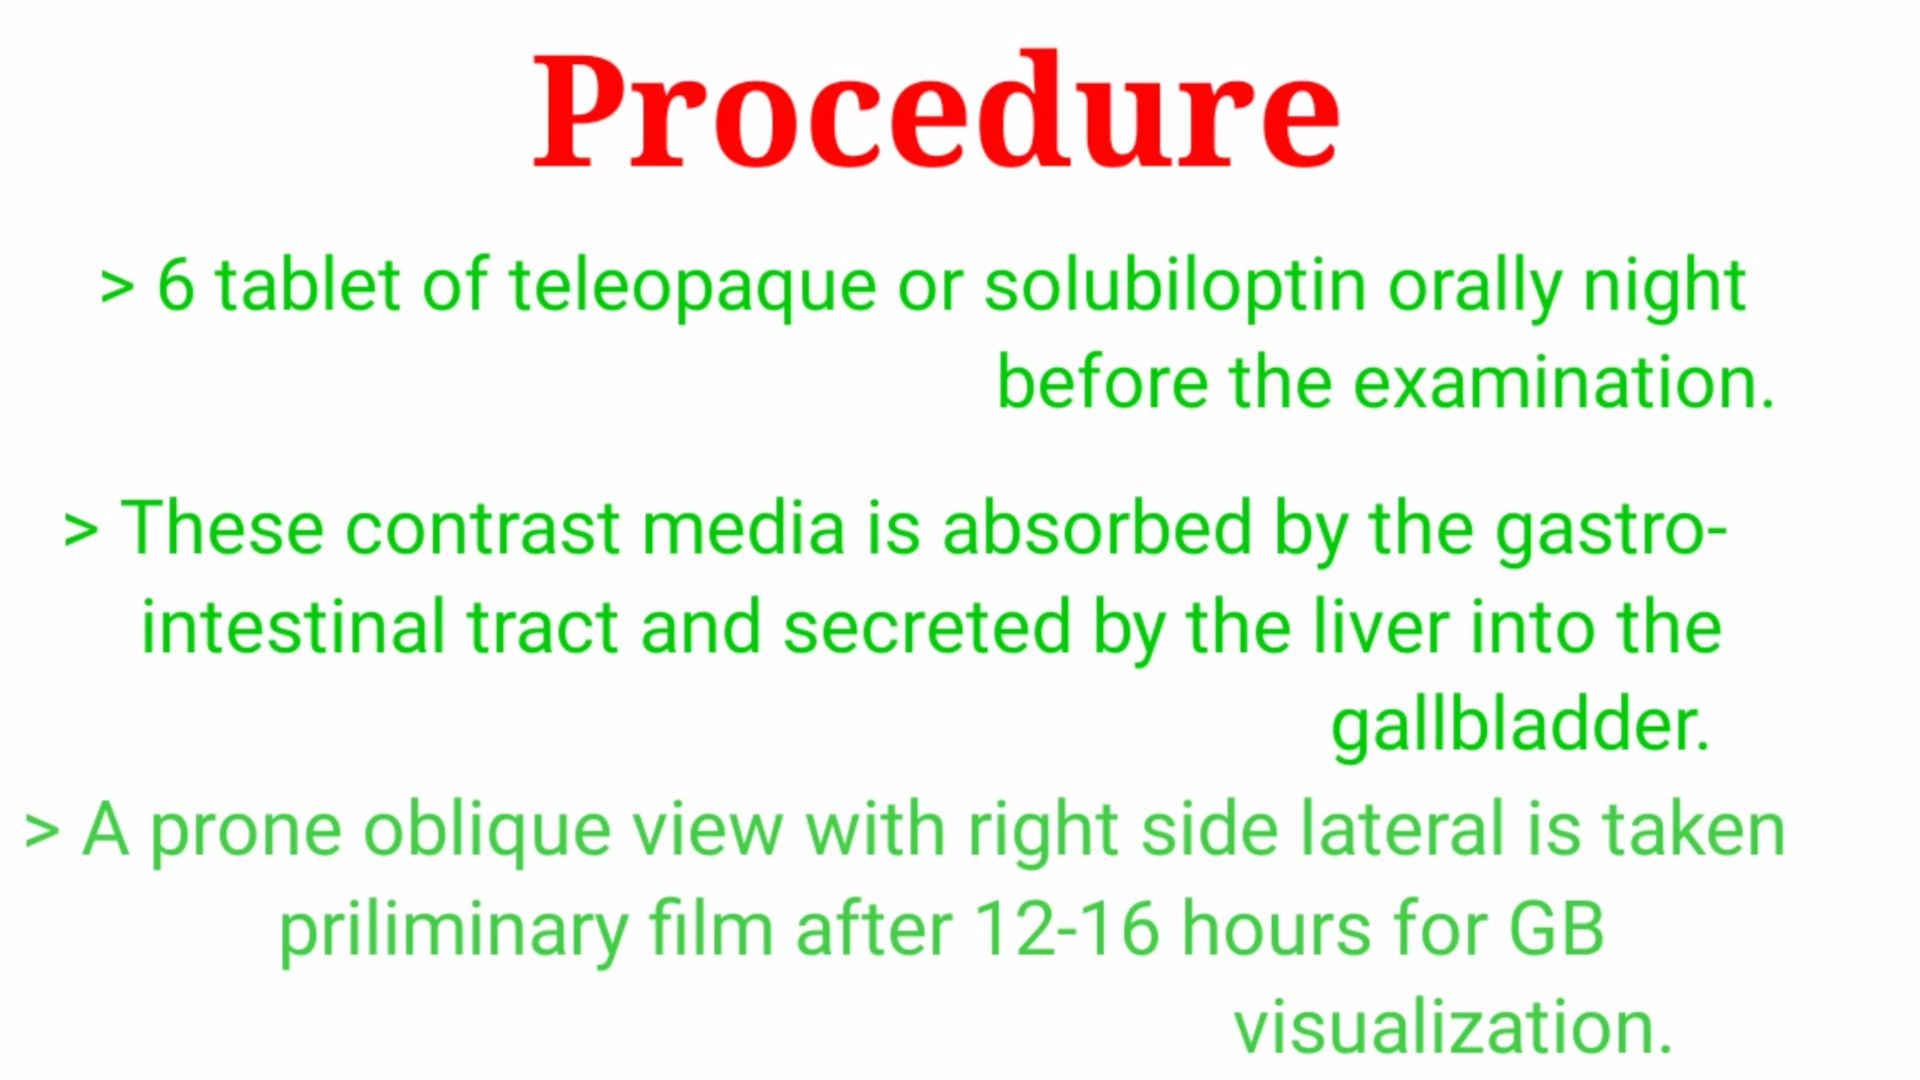 Procedure
> 6 tablet of teleopaque or solubiloptin orally night
before the examination.
> These contrast media is absorbed by the gastro-
intestinal tract and secreted by the liver into the
gallbladder.
> A prone oblique view with right side lateral is taken
priliminary film after 12-16 hours for GB
visualization.